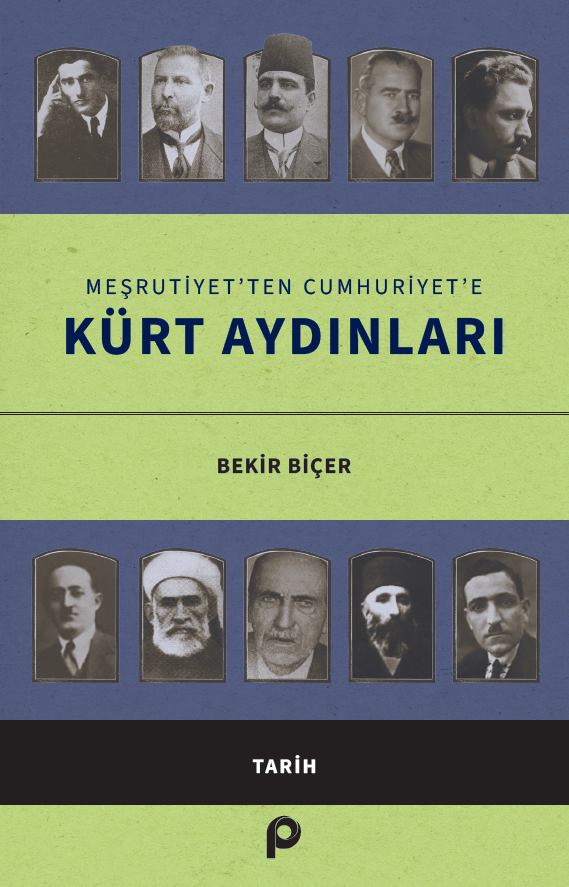 MEŞRUTİYET’TEN CUMHURİYET’E
KÜRT AYDINLARI
BEKİR BİÇER
TARİH
p